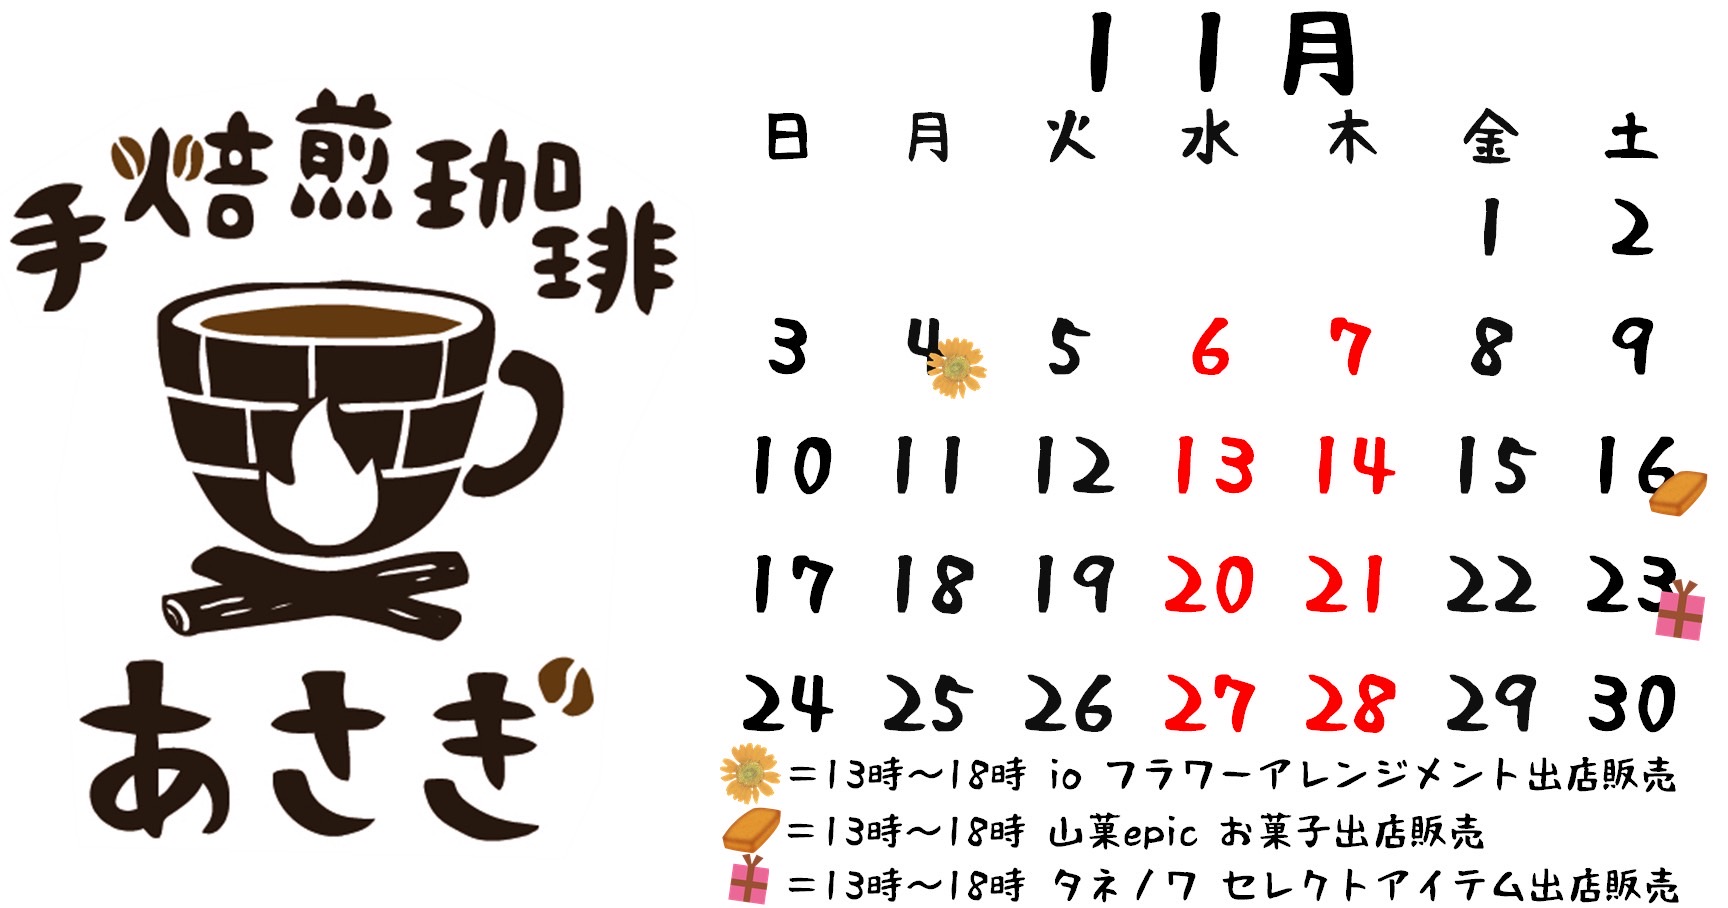 手焙煎珈琲
あさぎ
11月
日 月 火 水 木 金 土
1 2
3 4 5 6 7 8 9
10 11 12 13 14 15 16
17 18 19 20 21 22 23
24 25 26 27 28 29 30
=13時～18時 io フラワーアレンジメント出店販売
=13時～18時 山菓epic お菓子出店販売
=13時～18時 タネノワ セレクトアイテム出店販売